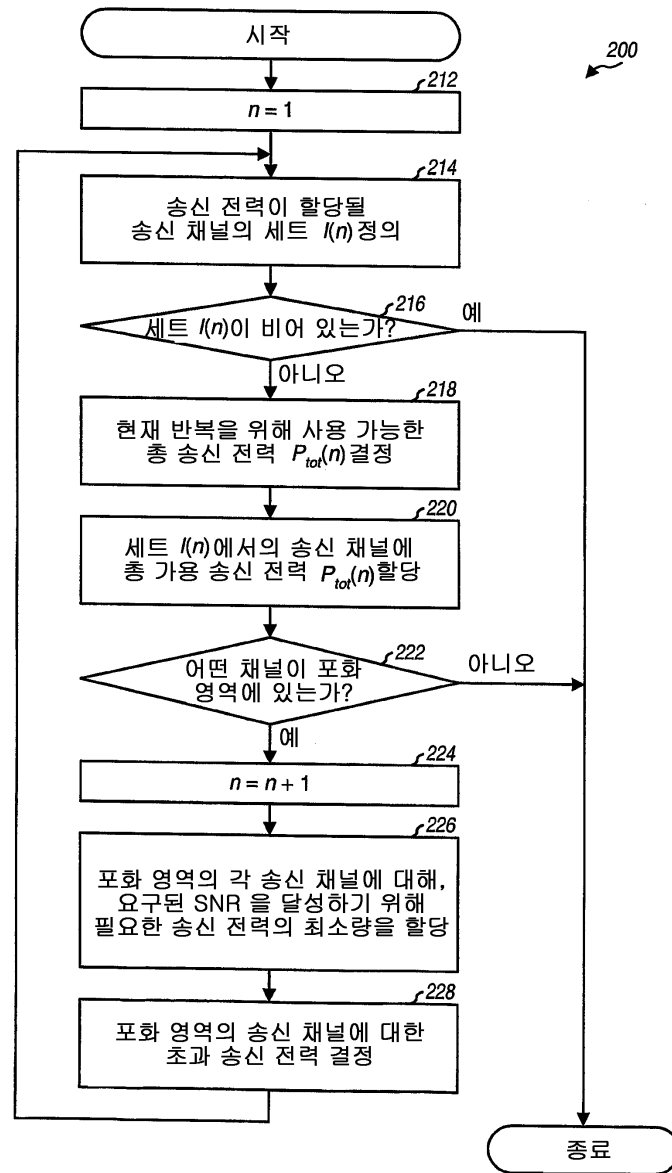 시작
200
212
n = 1
214
송신 전력이 할당될
송신 채널의 세트 I(n) 정의
216
세트 I(n)이 비어 있는가?
예
아니오
218
현재 반복을 위해 사용 가능한
총 송신 전력 Ptot(n)결정
220
세트 I(n)에서의 송신 채널에
총 가용 송신 전력 Ptot(n)할당
222
어떤 채널이 포화
영역에 있는가?
아니오
예
224
n = n + 1
226
포화 영역의 각 송신 채널에 대해,
요구된 SNR 을 달성하기 위해
필요한 송신 전력의 최소량을 할당
228
포화 영역의 송신 채널에 대한
초과 송신 전력 결정
종료